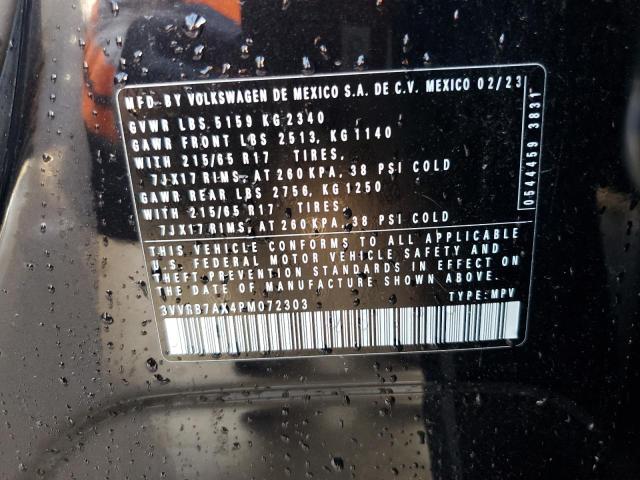 MFD. BY VOLKSWAGEN DE MEXICO S.A. DE C.V. MEXICO 02/23
GVWR LBS 5159 KG 2340
GAWR FRONT LBS 2513, KG 1140
WITH 215/65 R17 TIRES,
7JX17 RIMS, AT 260 KPA, 38 PSI COLD
GAWR REAR LBS 2756, KG 1250
WITH 215/65 R17 TIRES,
7JX17 RIMS, AT 260 KPA, 38 PSI COLD
THIS VEHICLE CONFORMS TO ALL APPLICABLE
U.S. FEDERAL MOTOR VEHICLE SAFETY AND
THEFT PREVENTION STANDARDS IN EFFECT ON
THE DATE OF MANUFACTURE SHOWN ABOVE.
3VVRB7AX4PM072303 TYPE: MPV
0544459 3831